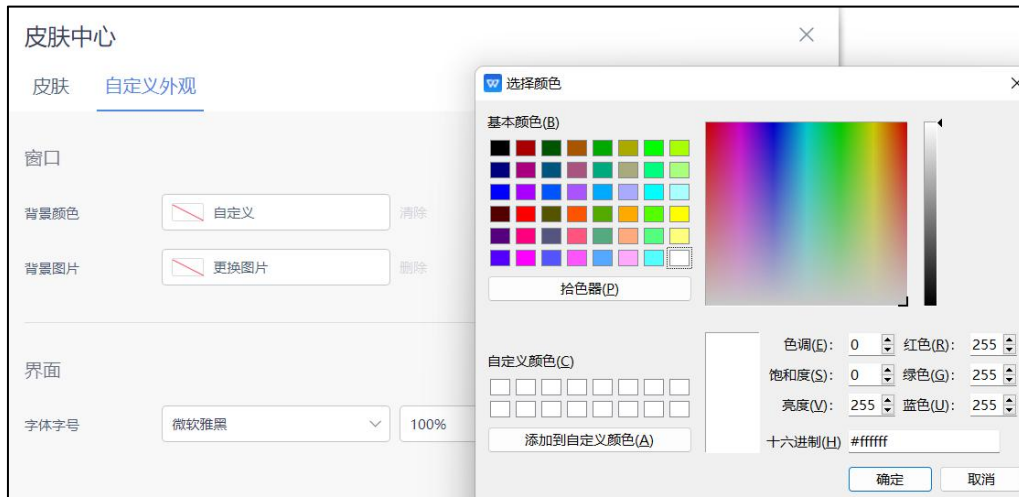 皮肤中心
皮肤 自定义外观
窗口
背景颜色 自定义 清除
背景图片 更换图片 删除
界面
字体字号 微软雅黑 100%
选择颜色
基本颜色(B)
拾色器(P)
自定义颜色(C)
添加到自定义颜色(A)
色调(E): 0 红色(R): 255
饱和度(S): 0 绿色(G): 255
亮度(V): 255 蓝色(U): 255
十六进制(H) #ffffff
确定 取消